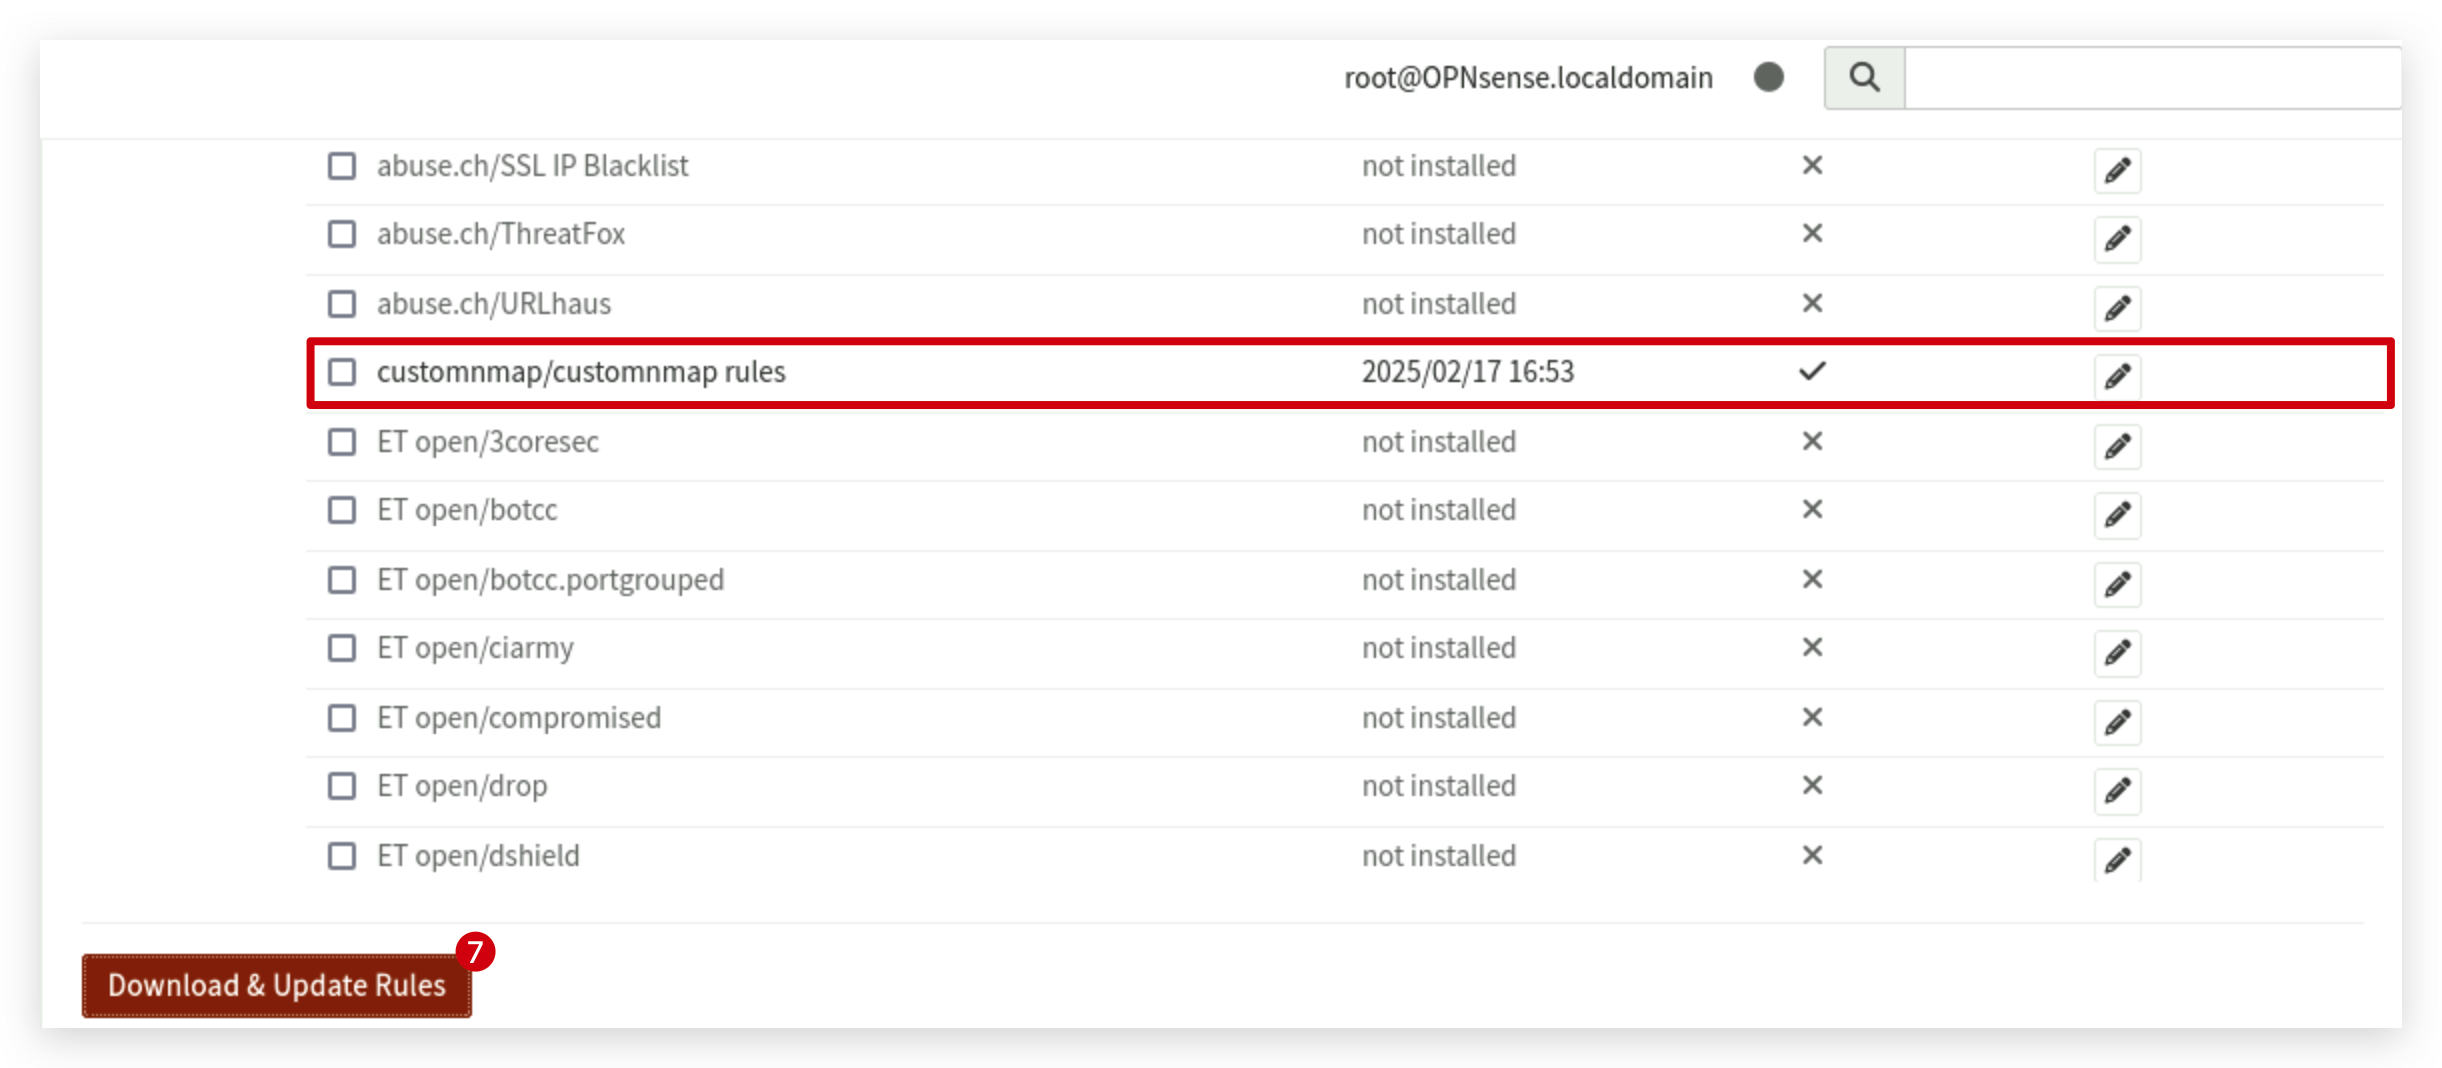 root@OPNsense.localdomain
abuse.ch/SSL IP Blacklist not installed
abuse.ch/ThreatFox not installed
abuse.ch/URLhaus not installed
customnmap/customnmap rules 2025/02/17 16:53
ET open/3coresec not installed
ET open/botcc not installed
ET open/botcc.portgrouped not installed
ET open/ciarmy not installed
ET open/compromised not installed
ET open/drop not installed
ET open/dshield not installed
7
Download & Update Rules